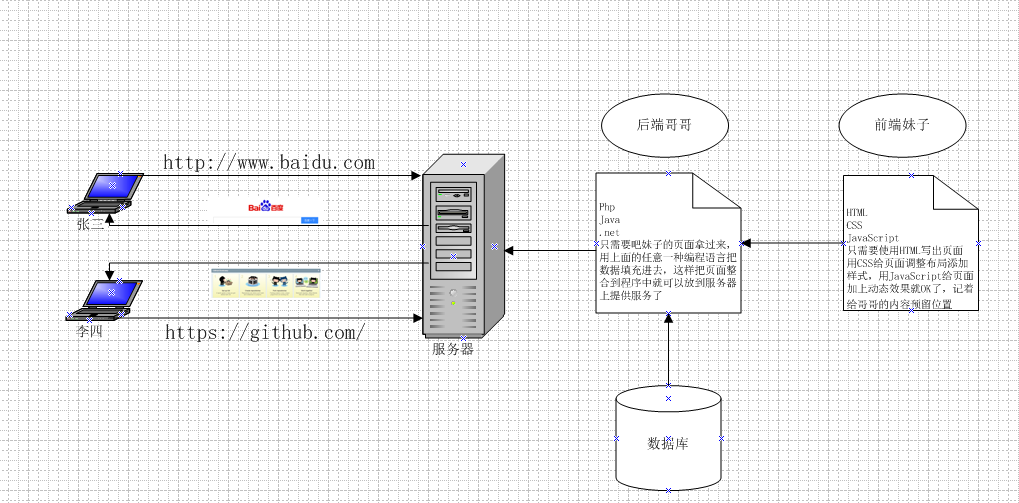 http://www.baidu.com
张三
Bai 百度
李四
https://github.com/
服务器
后端哥哥
Php
Java
.net
只需要吧妹子的页面拿过来,
用上面的任意一种编程语言把
数据填充进去，这样把页面整
合到程序中就可以放到服务器
上提供服务了
数据库
前端妹子
HTML
CSS
JavaScript
只需要使用HTML写出页面
用CSS给页面调整布局添加
样式，用JavaScript给页面
加上动态效果就OK了，记着
给哥哥的内容预留位置